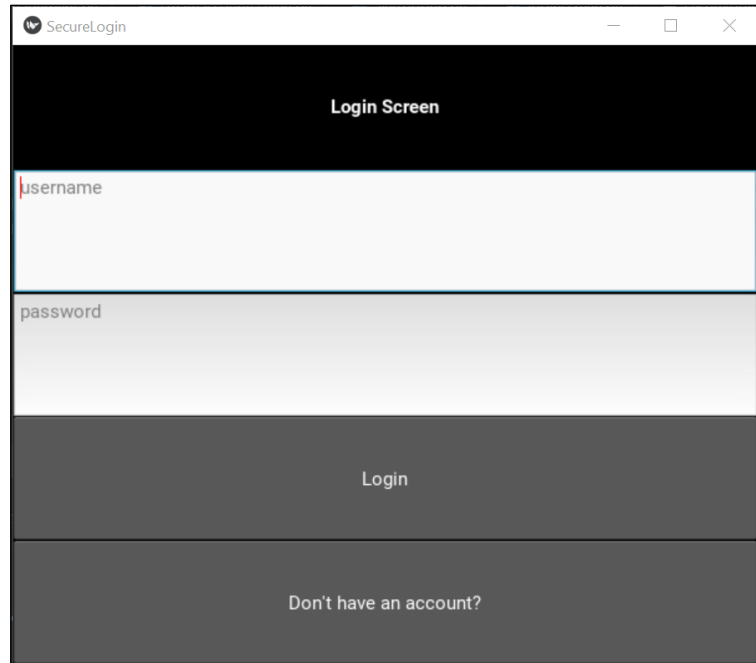 SecureLogin
Login Screen
username
password
Login
Don't have an account?